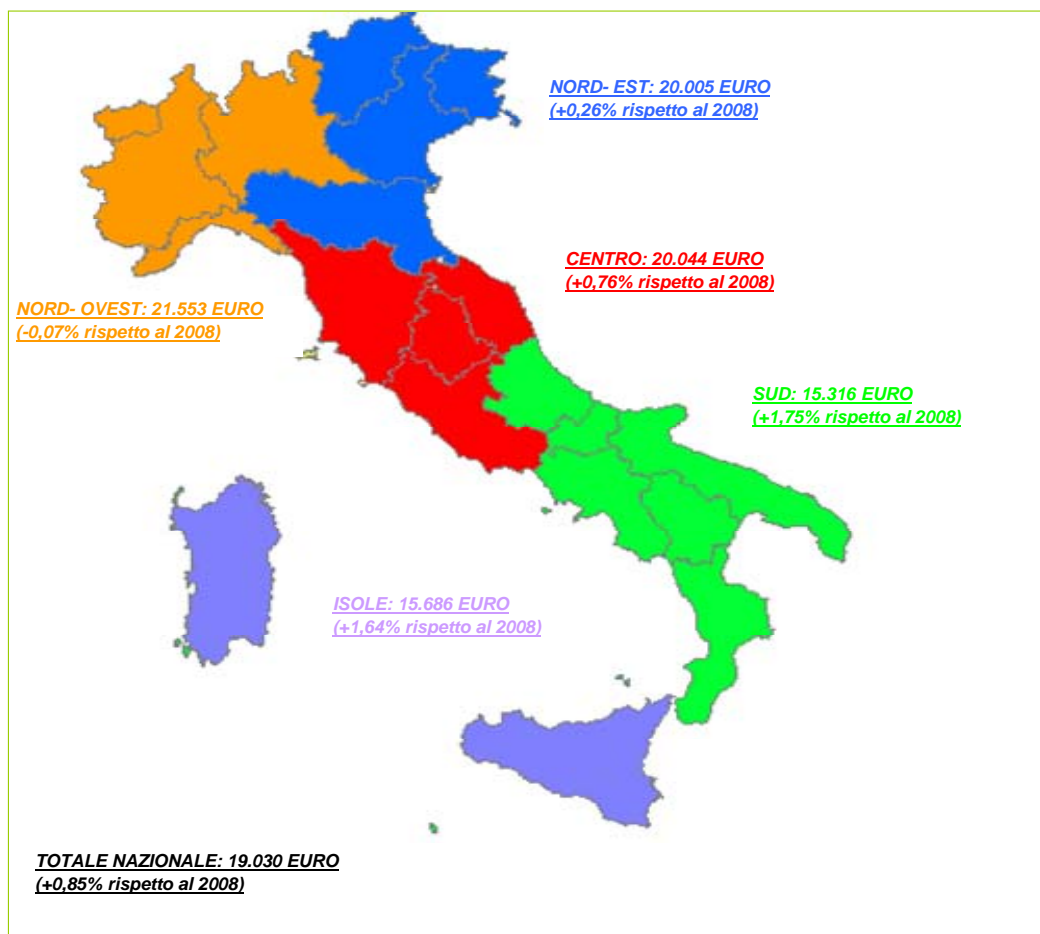 NORD- EST: 20.005 EURO
(+0,26% rispetto al 2008)
CENTRO: 20.044 EURO
(+0,76% rispetto al 2008)
NORD- OVEST: 21.553 EURO
(-0,07% rispetto al 2008)
SUD: 15.316 EURO
(+1,75% rispetto al 2008)
ISOLE: 15.686 EURO
(+1,64% rispetto al 2008)
TOTALE NAZIONALE: 19.030 EURO
(+0,85% rispetto al 2008)